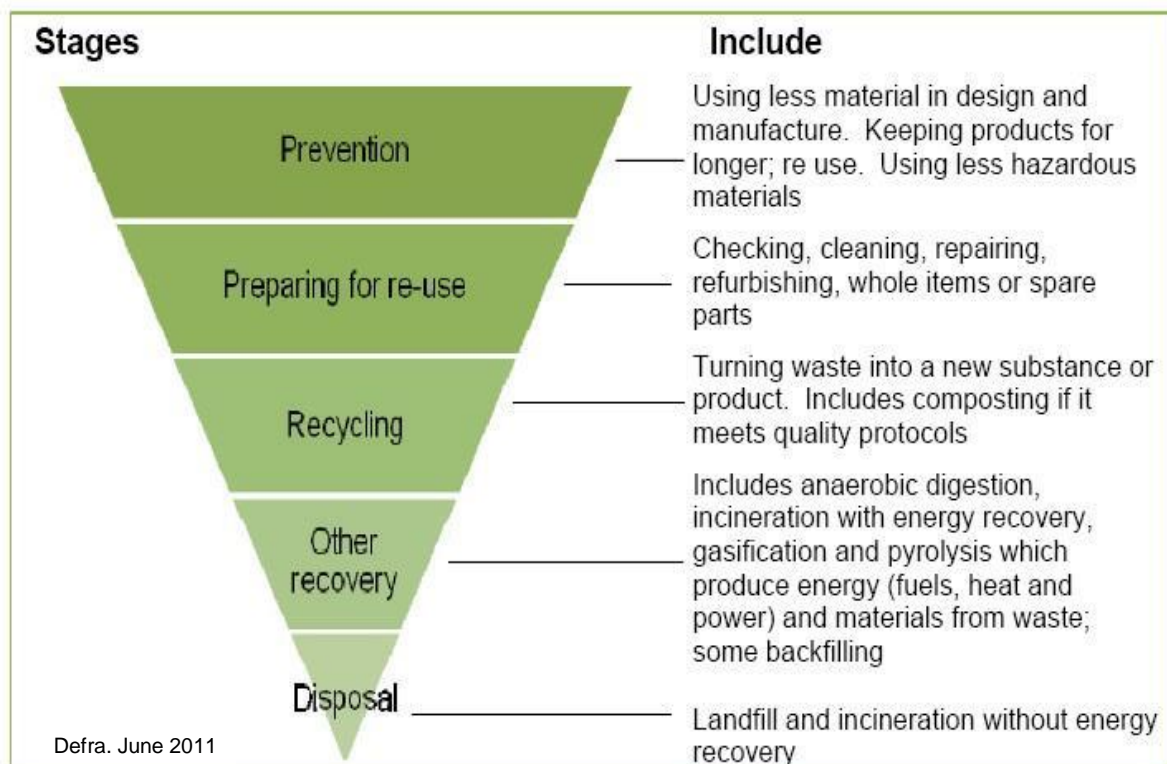 Stages
Include
Prevention
Using less material in design and
manufacture. Keeping products for
longer; re use. Using less hazardous
materials
Preparing for re-use
Checking, cleaning, repairing,
refurbishing, whole items or spare
parts
Recycling
Turning waste into a new substance or
product. Includes composting if it
meets quality protocols
Other
recovery
Includes anaerobic digestion,
incineration with energy recovery,
gasification and pyrolysis which
produce energy (fuels, heat and
power) and materials from waste;
some backfilling
Disposal
Landfill and incineration without energy
recovery
Defra. June 2011